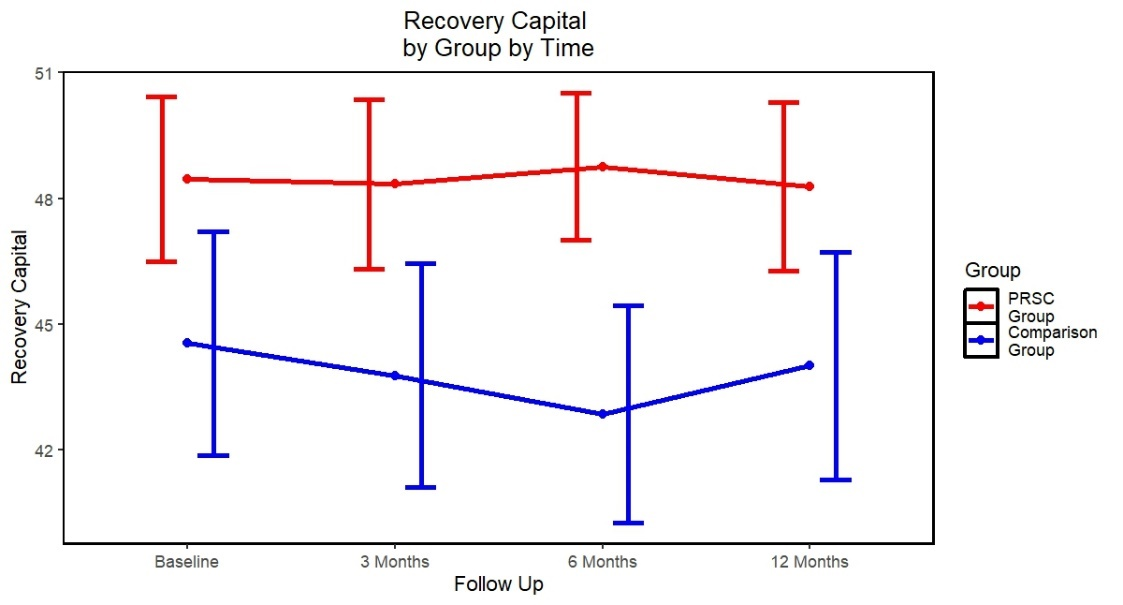 Recovery Capital
by Group by Time
51
48
45
42
Recovery Capital
Baseline
3 Months
6 Months
12 Months
Follow Up
Group
PRSC
Group
Comparison
Group